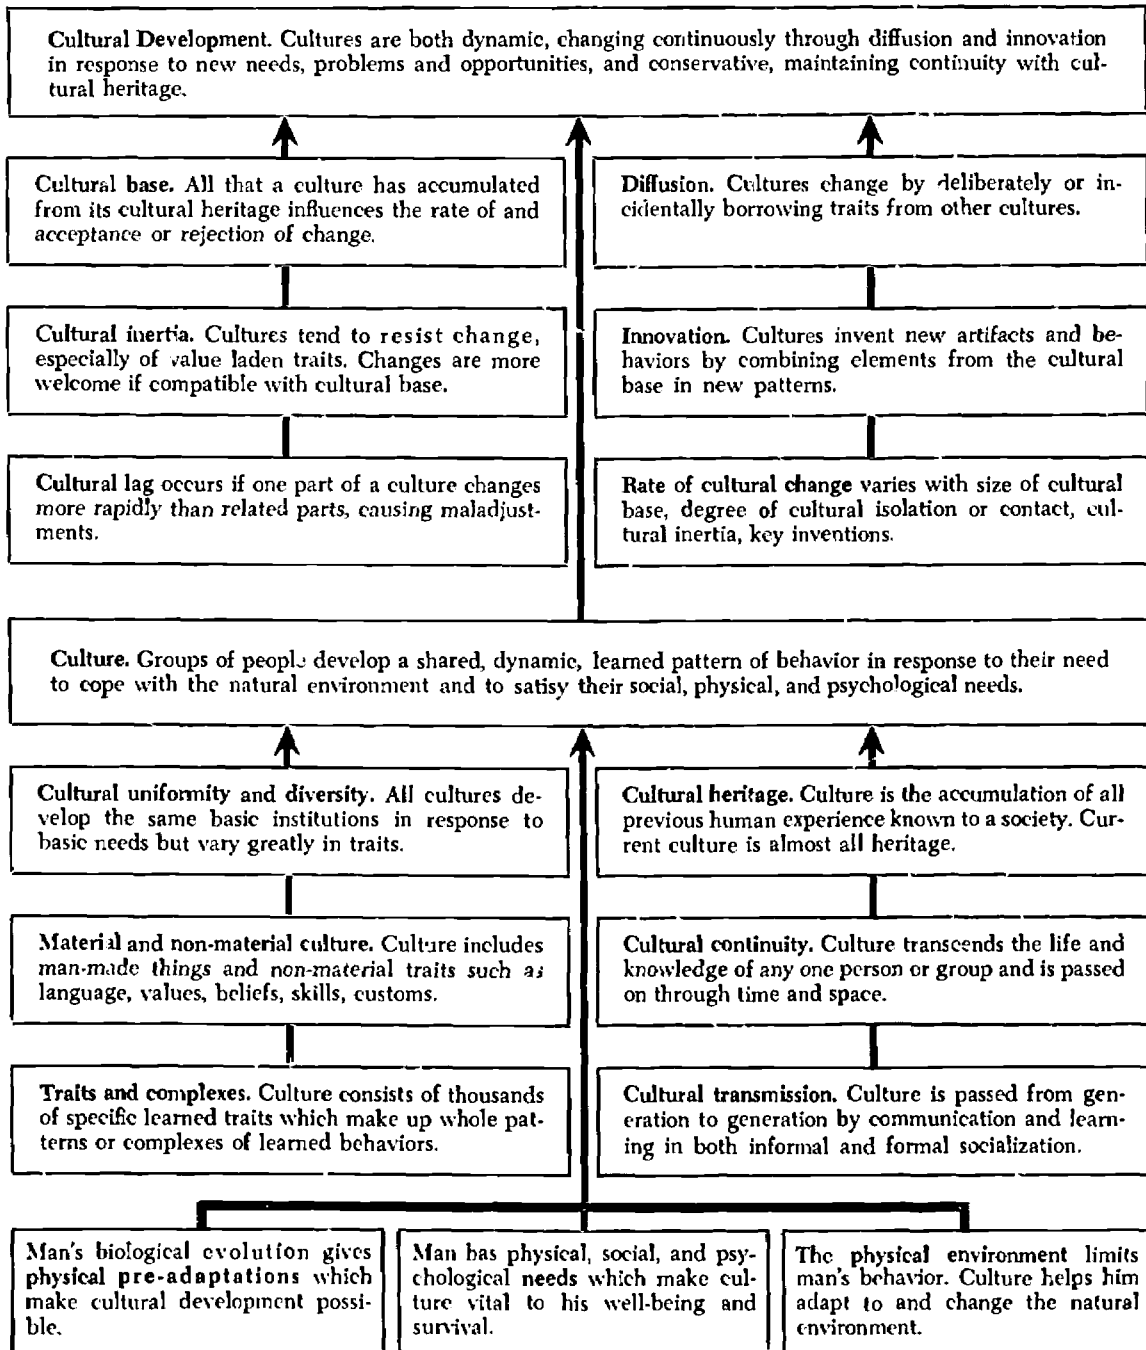 Cultural Development. Cultures are both dynamic, changing continuously through diffusion and innovation
in response to new needs, problems and opportunities, and conservative, maintaining continuity with cul-
tural heritage.
Cultural base. All that a culture has accumulated
from its cultural heritage influences the rate of and
acceptance or rejection of change.
Cultural inertia. Cultures tend to resist change,
especially of value laden traits. Changes are more
welcome if compatible with cultural base.
Cultural lag occurs if one part of a culture changes
more rapidly than related parts, causing maladjust-
ments.
Diffusion. Cultures change by deliberately or in-
cidentally borrowing traits from other cultures.
Innovation. Cultures invent new artifacts and be-
haviors by combining elements from the cultural
base in new patterns.
Rate of cultural change varies with size of cultural
base, degree of cultural isolation or contact, cul-
tural inertia, key inventions.
Culture. Groups of people develop a shared, dynamic, learned pattern of behavior in response to their need
to cope with the natural environment and to satisy their social, physical, and psychological needs.
Cultural uniformity and diversity. All cultures de-
velop the same basic institutions in response to
basic needs but vary greatly in traits.
Material and non-material culture. Culture includes
man-made things and non-material traits such as
language, values, beliefs, skills, customs.
Traits and complexes. Culture consists of thousands
of specific learned traits which make up whole pat-
terns or complexes of learned behaviors.
Cultural heritage. Culture is the accumulation of all
previous human experience known to a society. Cur-
rent culture is almost all heritage.
Cultural continuity. Culture transcends the life and
knowledge of any one person or group and is passed
on through time and space.
Cultural transmission. Culture is passed from gen-
eration to generation by communication and learn-
ing in both informal and formal socialization.
Man's biological evolution gives
physical pre-adaptations which
make cultural development possi-
ble.
Man has physical, social, and psy-
chological needs which make cul-
ture vital to his well-being and
survival.
The physical environment limits
man's behavior. Culture helps him
adapt to and change the natural
environment.